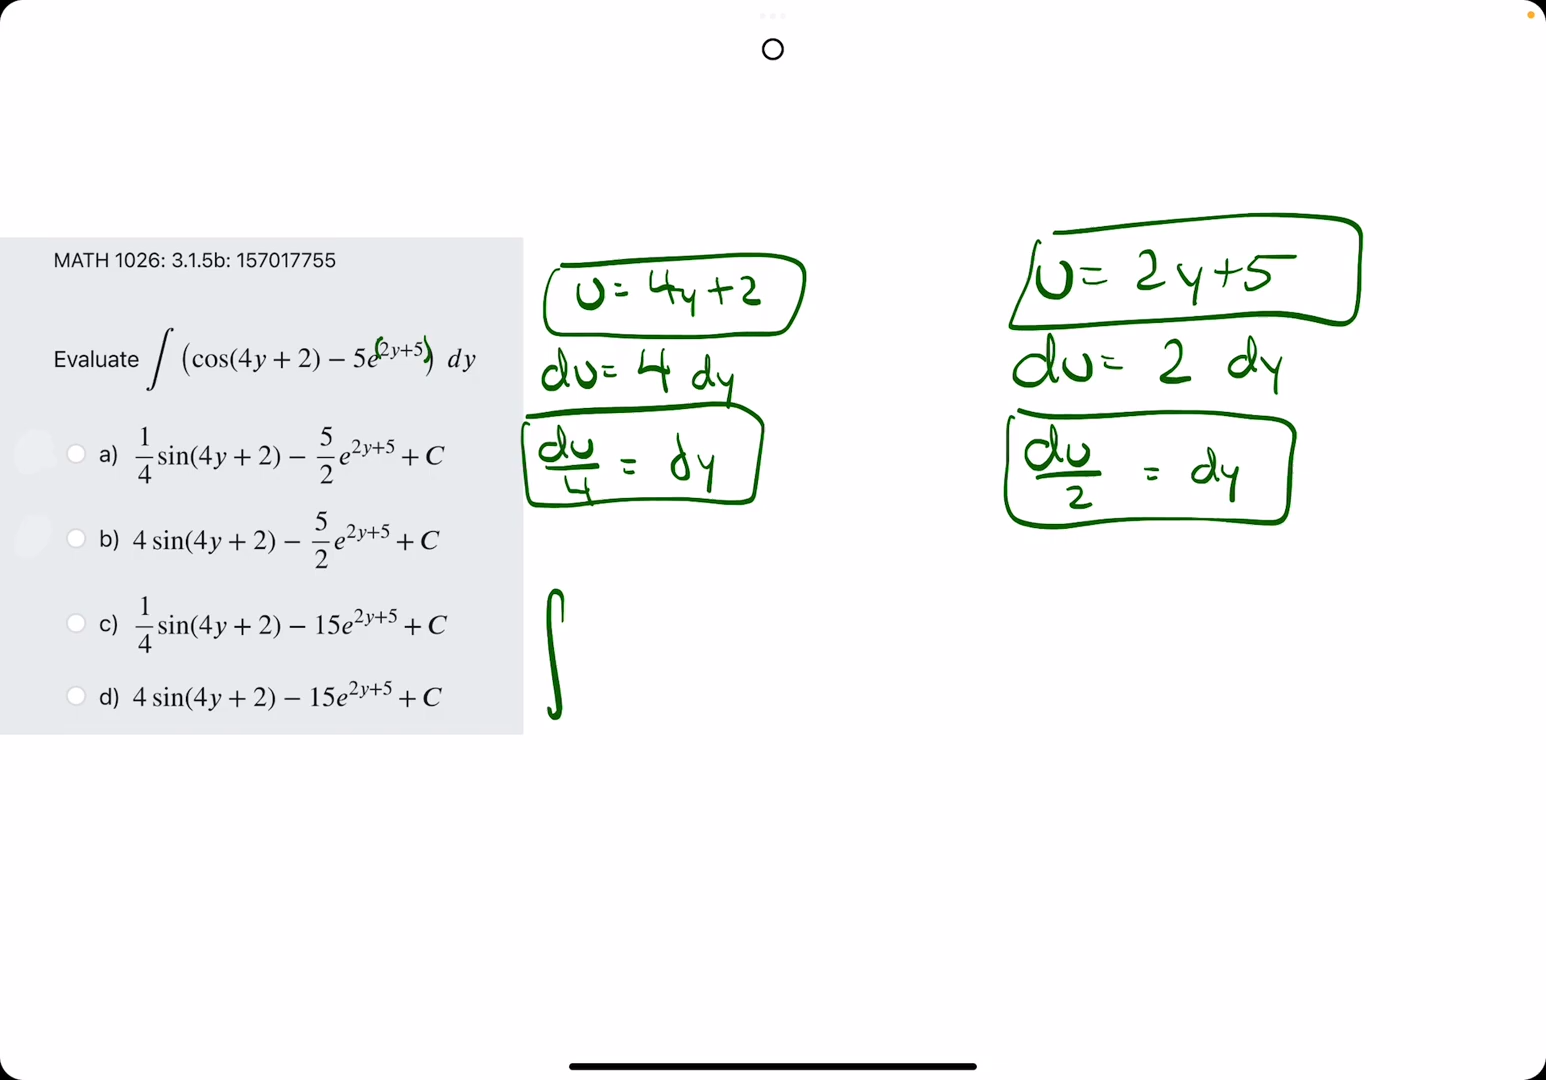 MATH 1026: 3.1.5b: 157017755
Evaluate ∫ (cos(4y + 2) − 5e^(2y+5)) dy
a) 1/4 sin(4y + 2) − 5/2 e^2y+5 + C
b) 4 sin(4y + 2) − 5/2 e^2y+5 + C
c) 1/4 sin(4y + 2) − 15e^2y+5 + C
d) 4 sin(4y + 2) − 15e^2y+5 + C
u = 4y+2
du = 4 dy
du/4 = dy
∫
u = 2y+5
du = 2 dy
du/2 = dy